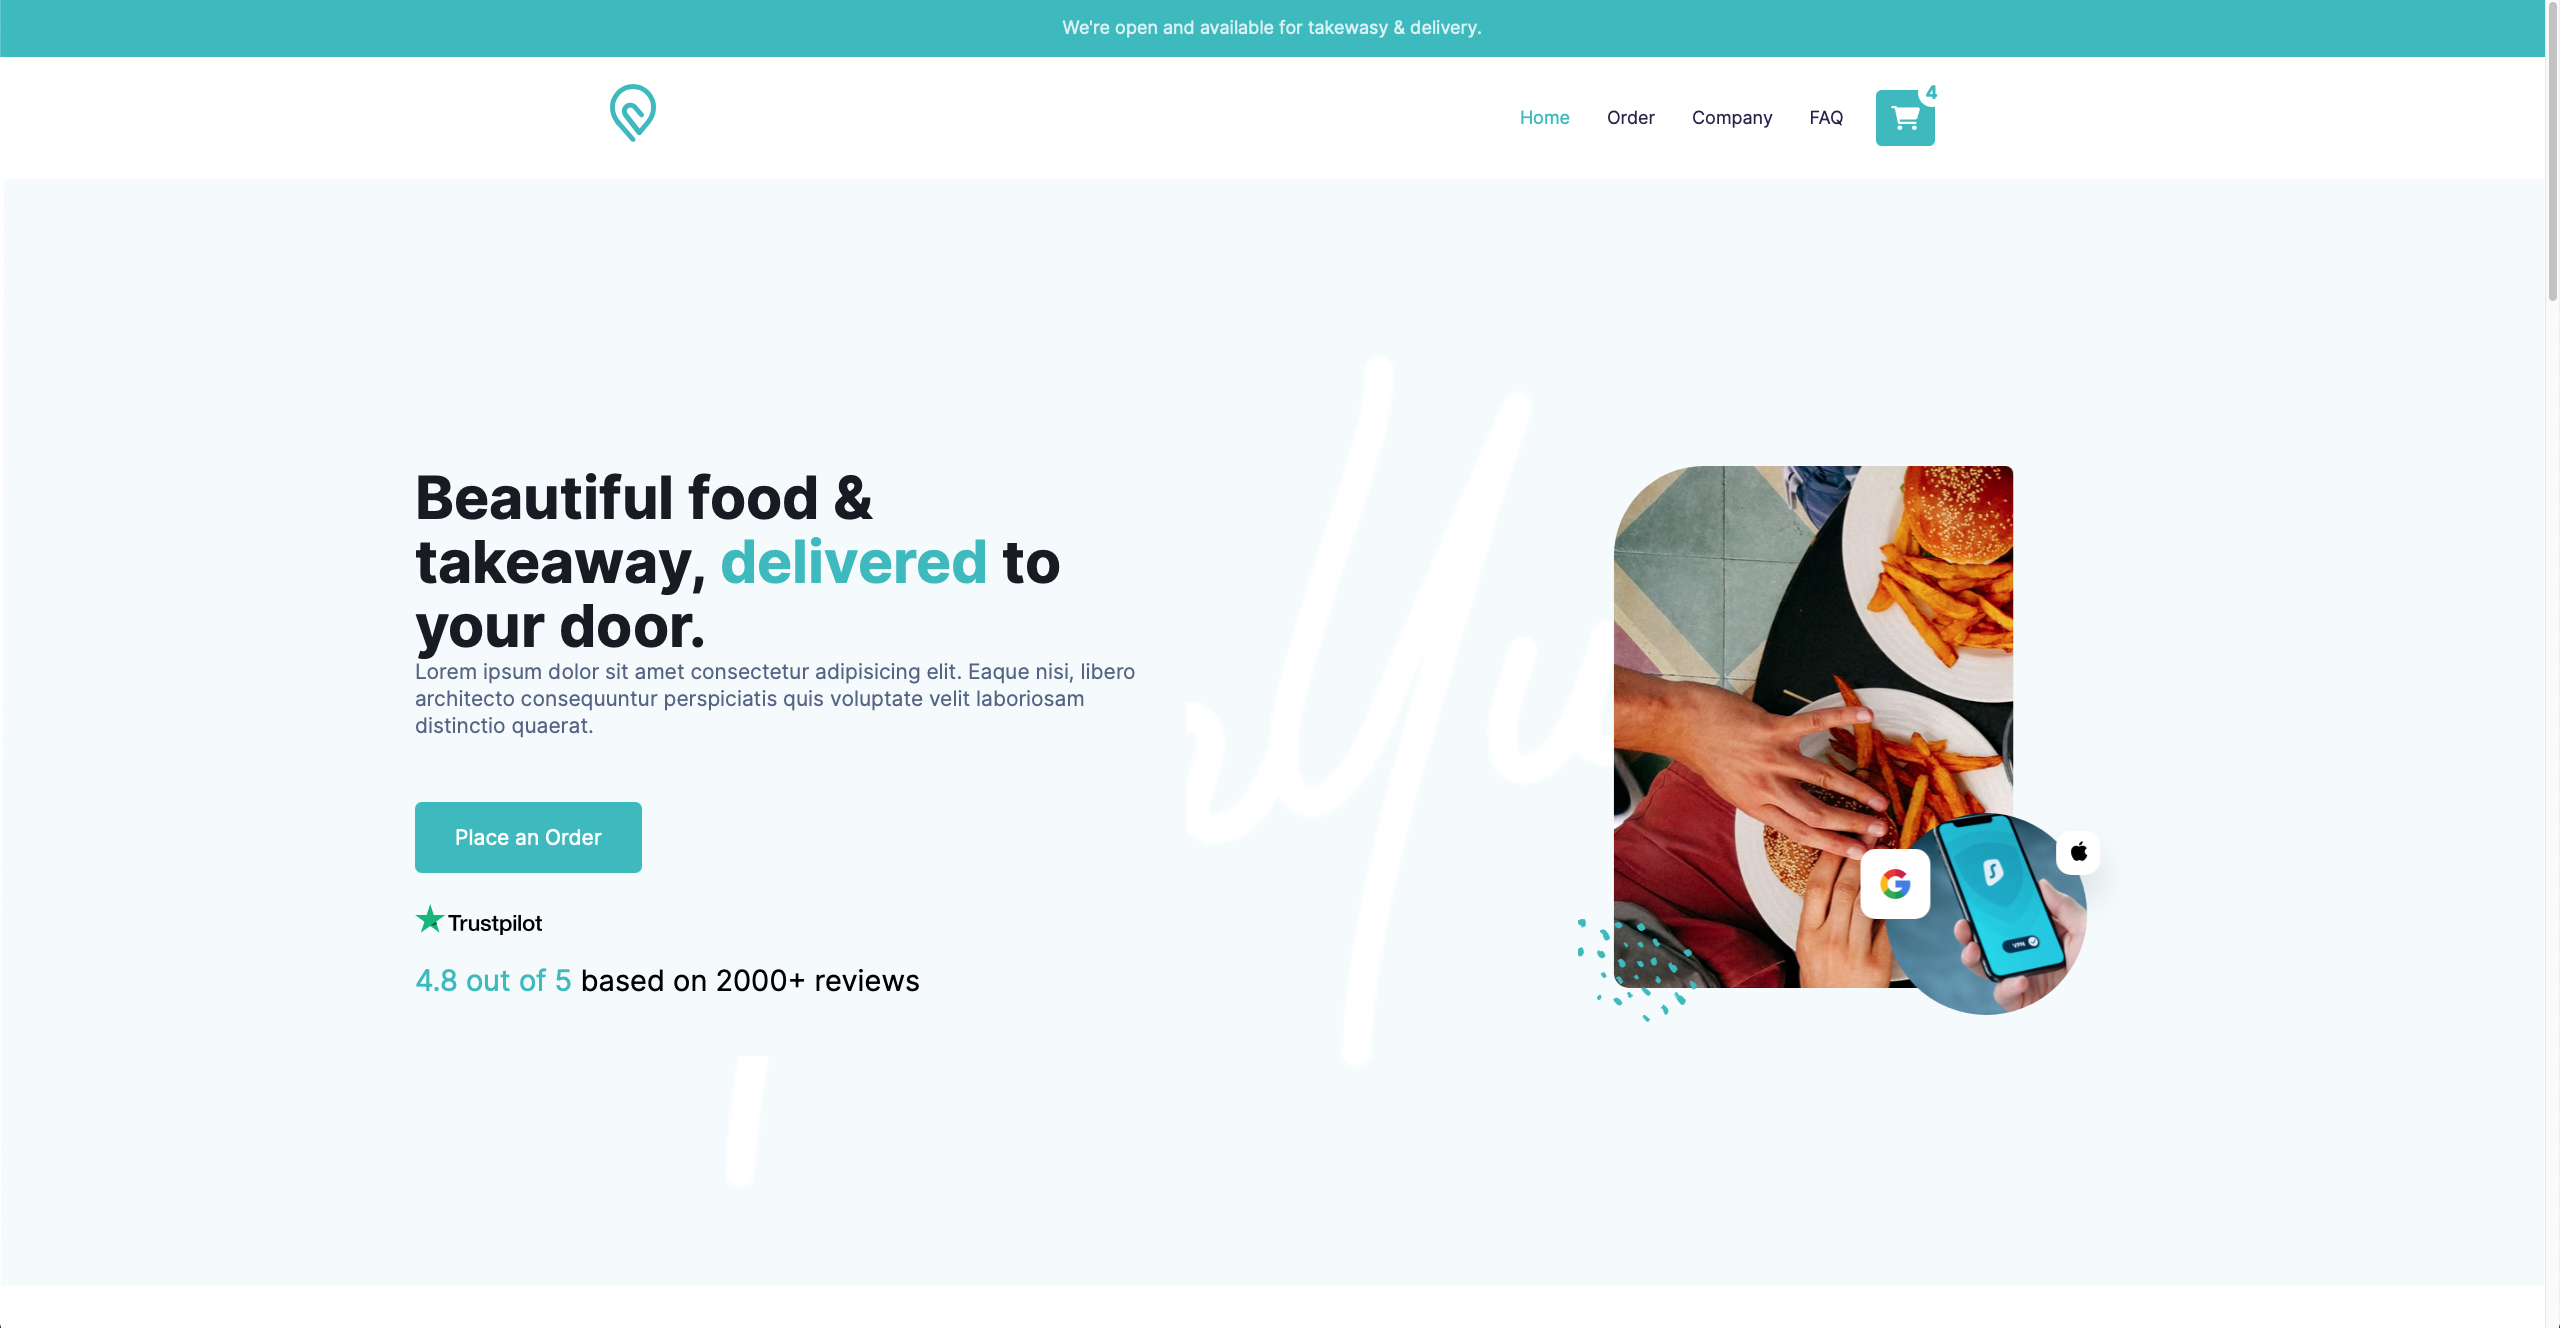 We're open and available for takewasy & delivery.
Home Order Company FAQ 4
Beautiful food &
takeaway, delivered to
your door.
Lorem ipsum dolor sit amet consectetur adipisicing elit. Eaque nisi, libero
architecto consequuntur perspiciatis quis voluptate velit laboriosam
distinctio quaerat.
Place an Order
Trustpilot
4.8 out of 5 based on 2000+ reviews
VPN